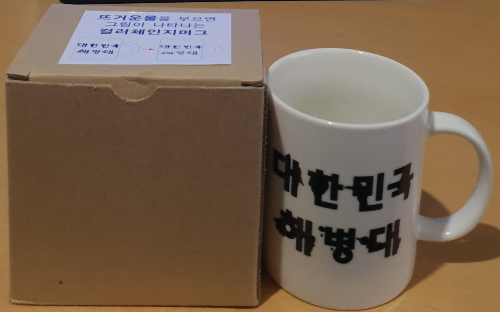 뜨거운물을 부으면
그림이 나타나는
컬러체인지머그
대한민국 대한민국
해병대 해병대
대한민국
해병대